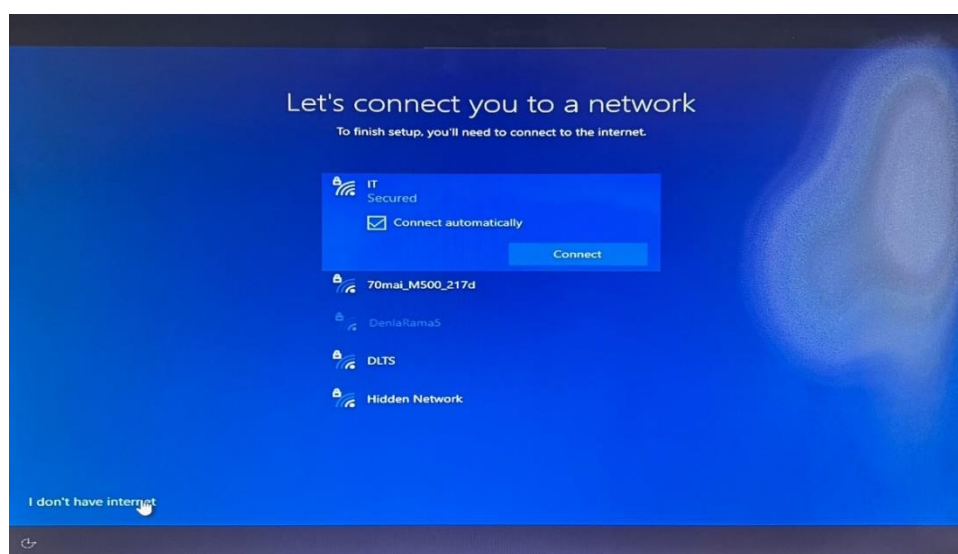 Let's connect you to a network
To finish setup, you'll need to connect to the internet.
IT
Secured
Connect automatically
Connect
70mai_M500_217d
DenlaRama5
DLTS
Hidden Network
I don't have internet